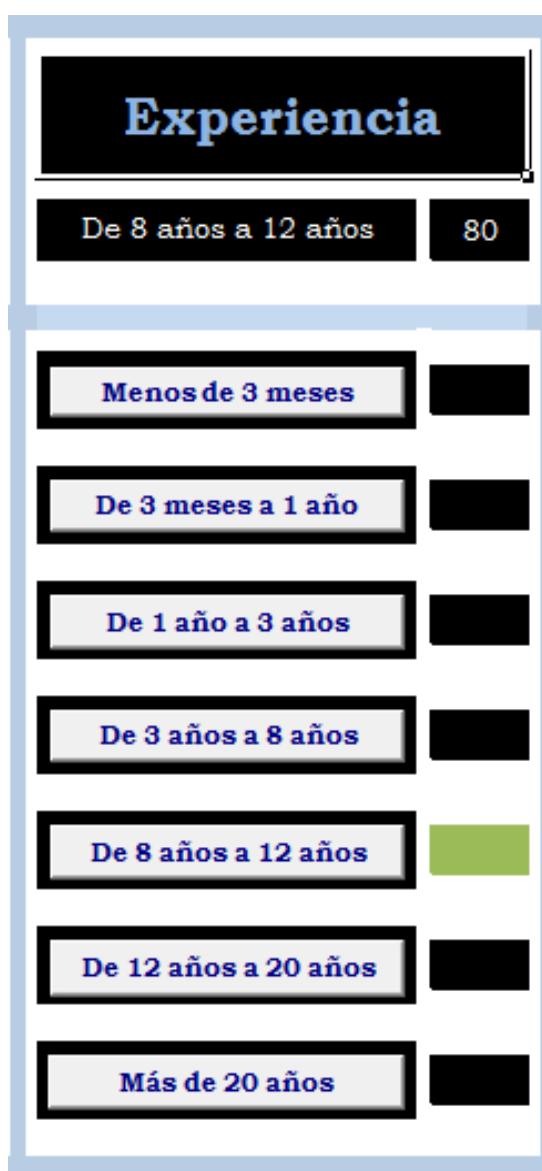 Experiencia
De 8 años a 12 años 80
Menos de 3 meses
De 3 meses a 1 año
De 1 año a 3 años
De 3 años a 8 años
De 8 años a 12 años
De 12 años a 20 años
Más de 20 años